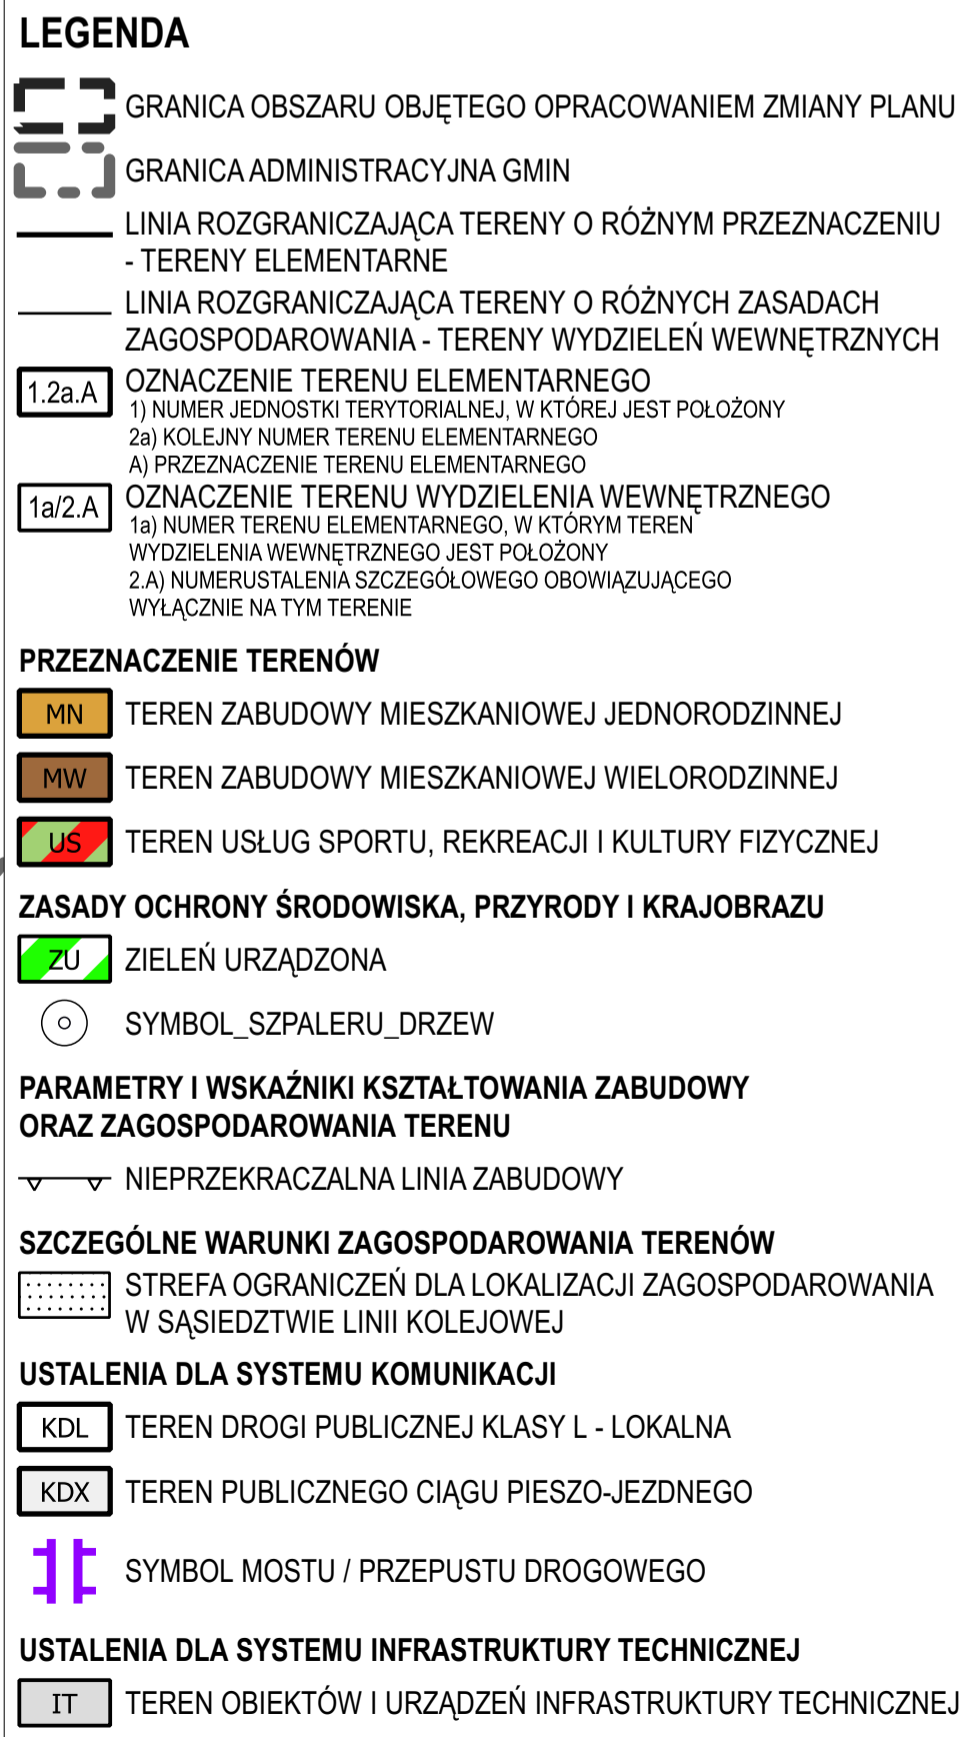 LEGENDA
GRANICA OBSZARU OBJĘTEGO OPRACOWANIEM ZMIANY PLANU
GRANICA ADMINISTRACYJNA GMIN
LINIA ROZGRANICZAJĄCA TERENY O RÓŻNYM PRZEZNACZENIU
- TERENY ELEMENTARNE
LINIA ROZGRANICZAJĄCA TERENY O RÓŻNYCH ZASADACH
ZAGOSPODAROWANIA - TERENY WYDZIELEŃ WEWNĘTRZNYCH
1.2a.A OZNACZENIE TERENU ELEMENTARNEGO
1) NUMER JEDNOSTKI TERYTORIALNEJ, W KTÓREJ JEST POŁOŻONY
2a) KOLEJNY NUMER TERENU ELEMENTARNEGO
A) PRZEZNACZENIE TERENU ELEMENTARNEGO
1a/2.A OZNACZENIE TERENU WYDZIELENIA WEWNĘTRZNEGO
1a) NUMER TERENU ELEMENTARNEGO, W KTÓRYM TEREN
WYDZIELENIA WEWNĘTRZNEGO JEST POŁOŻONY
2.A) NUMERUSTALENIA SZCZEGÓŁOWEGO OBOWIĄZUJĄCEGO
WYŁĄCZNIE NA TYM TERENIE
PRZEZNACZENIE TERENÓW
MN TEREN ZABUDOWY MIESZKANIOWEJ JEDNORODZINNEJ
MW TEREN ZABUDOWY MIESZKANIOWEJ WIELORODZINNEJ
US TEREN USŁUG SPORTU, REKREACJI I KULTURY FIZYCZNEJ
ZASADY OCHRONY ŚRODOWISKA, PRZYRODY I KRAJOBRAZU
ZU ZIELEŃ URZĄDZONA
SYMBOL_SZPALERU_DRZEW
PARAMETRY I WSKAŹNIKI KSZTAŁTOWANIA ZABUDOWY
ORAZ ZAGOSPODAROWANIA TERENU
NIEPRZEKRACZALNA LINIA ZABUDOWY
SZCZEGÓLNE WARUNKI ZAGOSPODAROWANIA TERENÓW
STREFA OGRANICZEŃ DLA LOKALIZACJI ZAGOSPODAROWANIA
W SĄSIEDZTWIE LINII KOLEJOWEJ
USTALENIA DLA SYSTEMU KOMUNIKACJI
KDL TEREN DROGI PUBLICZNEJ KLASY L - LOKALNA
KDX TEREN PUBLICZNEGO CIĄGU PIESZO-JEZDNEGO
SYMBOL MOSTU / PRZEPUSTU DROGOWEGO
USTALENIA DLA SYSTEMU INFRASTRUKTURY TECHNICZNEJ
IT TEREN OBIEKTÓW I URZĄDZEŃ INFRASTRUKTURY TECHNICZNEJ